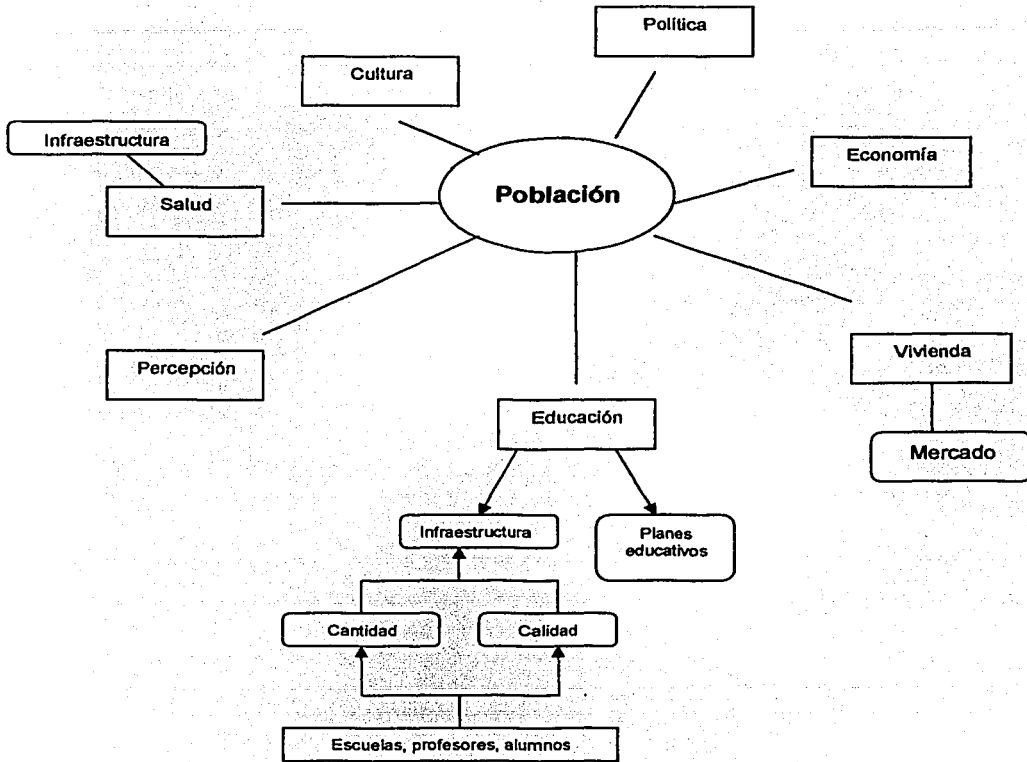 Política
Cultura
Infraestructura
Economía
Salud
Población
Percepción
Vivienda
Educación
Mercado
Infraestructura
Planes
educativos
Cantidad
Calidad
Escuelas, profesores, alumnos